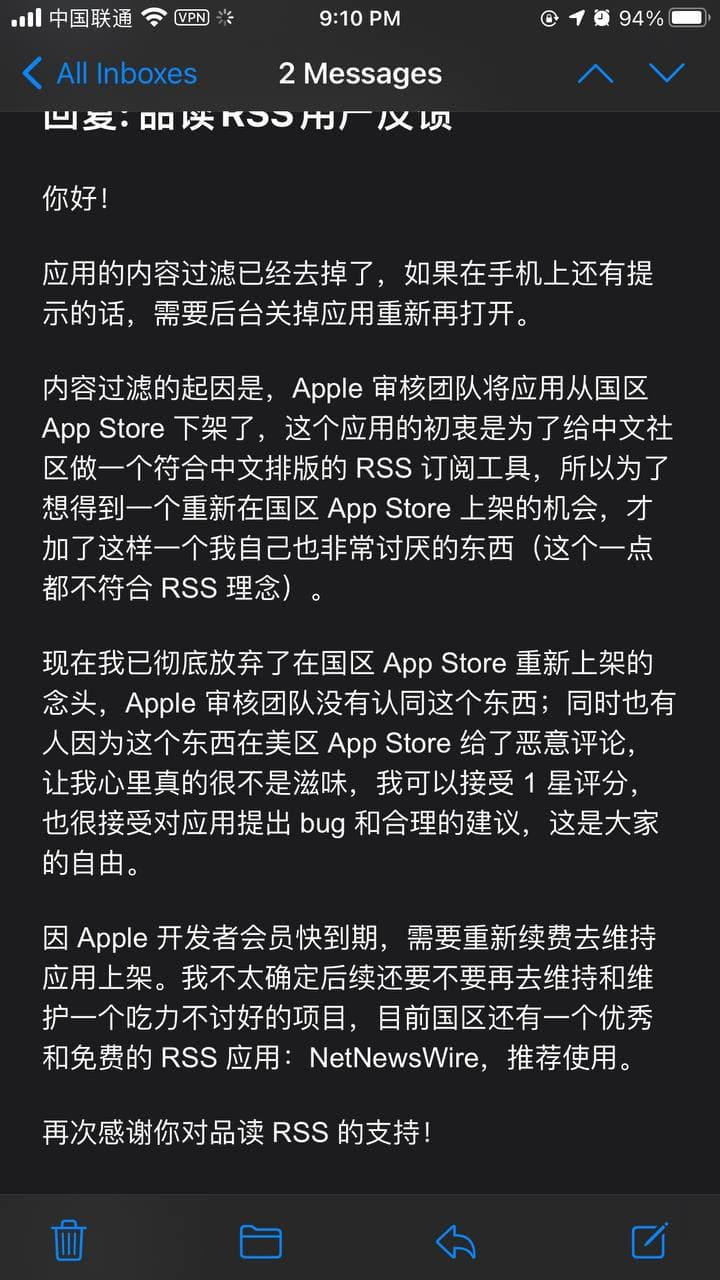 中国联通 VPN 9:10 PM 94%
All Inboxes 2 Messages
回复: 品读RSS用户反馈
你好！
应用的内容过滤已经去掉了，如果在手机上还有提
示的话，需要后台关掉应用重新再打开。
内容过滤的起因是，Apple 审核团队将应用从国区
App Store 下架了，这个应用的初衷是为了给中文社
区做一个符合中文排版的 RSS 订阅工具，所以为了
想得到一个重新在国区 App Store 上架的机会，才
加了这样一个我自己也非常讨厌的东西（这个一点
都不符合 RSS 理念）。
现在我已彻底放弃了在国区 App Store 重新上架的
念头，Apple 审核团队没有认同这个东西；同时也有
人因为这个东西在美区 App Store 给了恶意评论，
让我心里真的很不是滋味，我可以接受 1 星评分，
也很接受对应用提出 bug 和合理的建议，这是大家
的自由。
因 Apple 开发者会员快到期，需要重新续费去维持
应用上架。我不太确定后续还要不要再去维持和维
护一个吃力不讨好的项目，目前国区还有一个优秀
和免费的 RSS 应用：NetNewsWire，推荐使用。
再次感谢你对品读 RSS 的支持！